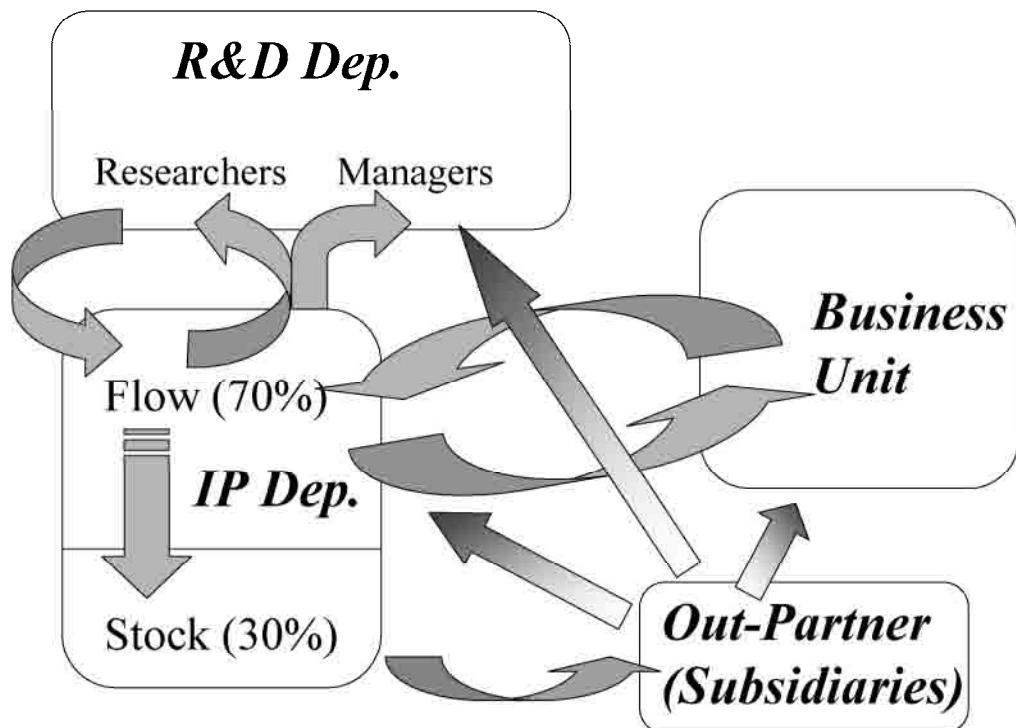 R&D Dep.
Researchers
Managers
Business
Unit
Flow (70%)
IP Dep.
Stock (30%)
Out-Partner
(Subsidiaries)